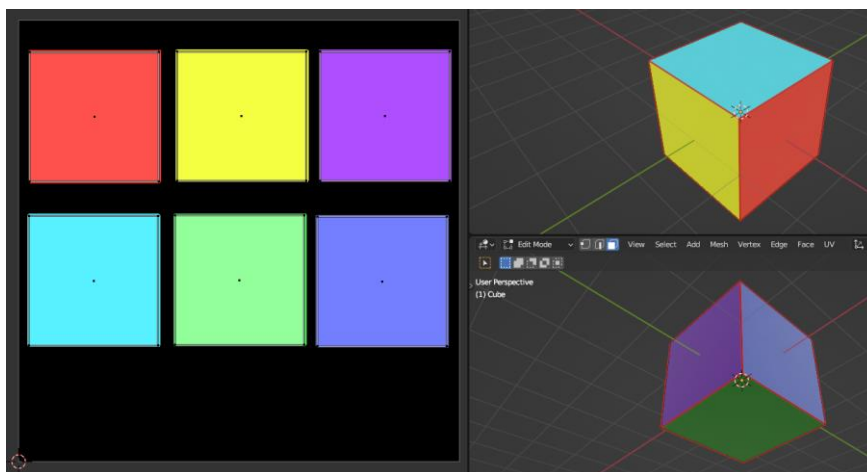 Edit Mode View Select Add Mesh Vertex Edge Face UV
User Perspective
(1) Cube